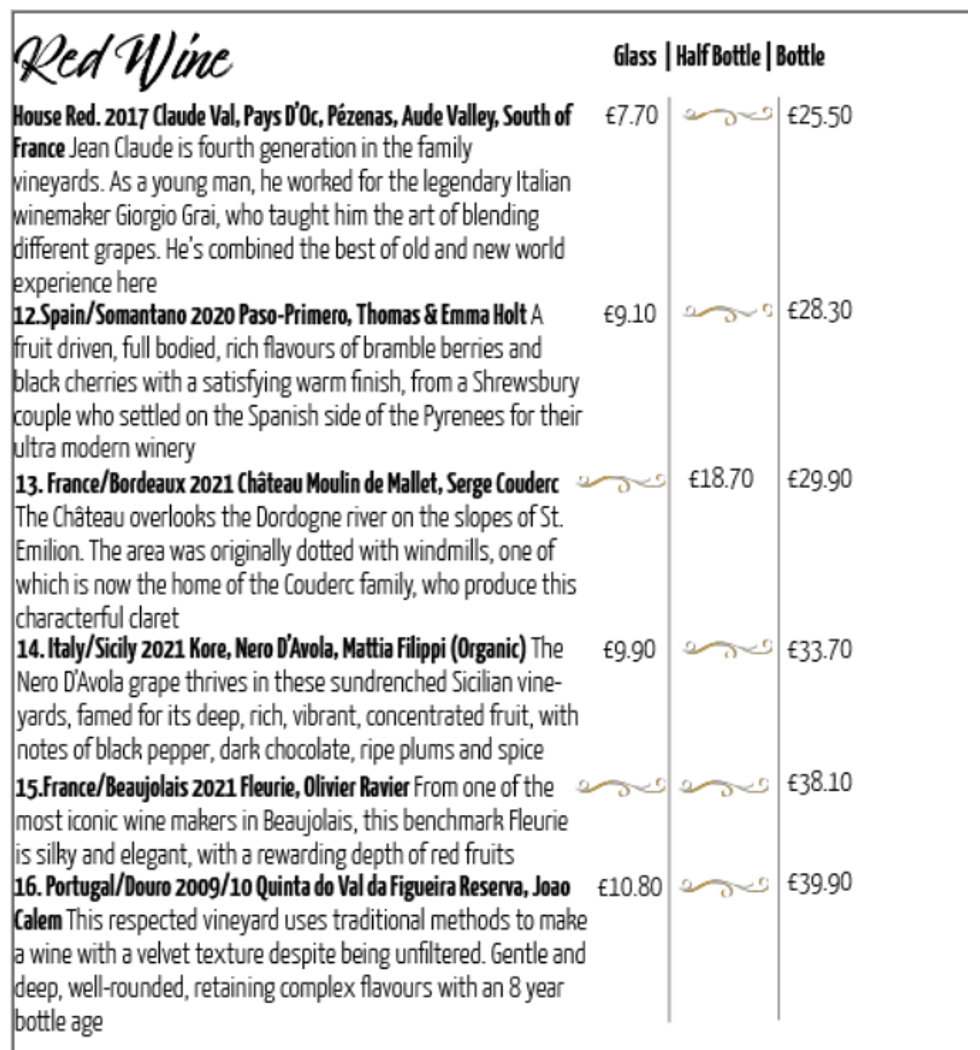 Red Wine Glass | Half Bottle | Bottle
House Red. 2017 Claude Val, Pays D'Oc, Pézenas, Aude Valley, South of £7.70 £25.50
France Jean Claude is fourth generation in the family
vineyards. As a young man, he worked for the legendary Italian
winemaker Giorgio Grai, who taught him the art of blending
different grapes. He's combined the best of old and new world
experience here
12.Spain/Somantano 2020 Paso-Primero, Thomas & Emma Holt A £9.10 £28.30
fruit driven, full bodied, rich flavours of bramble berries and
black cherries with a satisfying warm finish, from a Shrewsbury
couple who settled on the Spanish side of the Pyrenees for their
ultra modern winery
13. France/Bordeaux 2021 Château Moulin de Mallet, Serge Couderc £18.70 £29.90
The Château overlooks the Dordogne river on the slopes of St.
Emilion. The area was originally dotted with windmills, one of
which is now the home of the Couderc family, who produce this
characterful claret
14. Italy/Sicily 2021 Kore, Nero D'Avola, Mattia Filippi (Organic) The £9.90 £33.70
Nero D'Avola grape thrives in these sundrenched Sicilian vine-
yards, famed for its deep, rich, vibrant, concentrated fruit, with
notes of black pepper, dark chocolate, ripe plums and spice
15.France/Beaujolais 2021 Fleurie, Olivier Ravier From one of the £38.10
most iconic wine makers in Beaujolais, this benchmark Fleurie
is silky and elegant, with a rewarding depth of red fruits
16. Portugal/Douro 2009/10 Quinta do Val da Figueira Reserva, Joao £10.80 £39.90
Calem This respected vineyard uses traditional methods to make
a wine with a velvet texture despite being unfiltered. Gentle and
deep, well-rounded, retaining complex flavours with an 8 year
bottle age